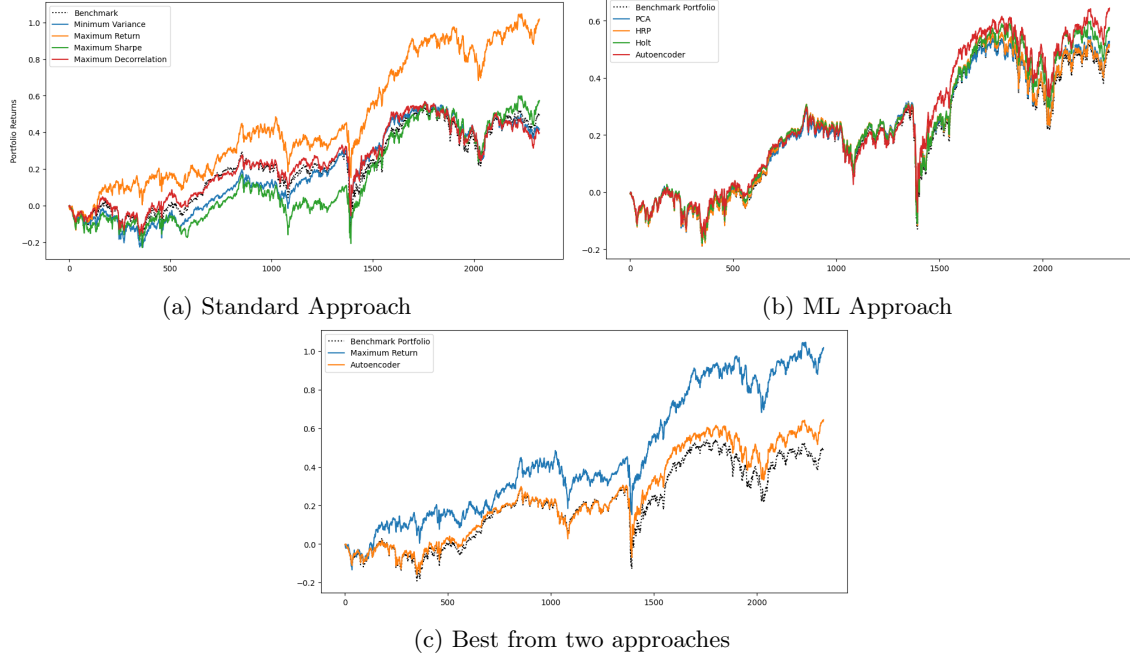 Benchmark
Minimum Variance
Maximum Return
Maximum Sharpe
Maximum Decorrelation
Portfolio Returns
1.0
0.8
0.6
0.4
0.2
0.0
−0.2
0 500 1000 1500 2000
(a) Standard Approach
Benchmark Portfolio
PCA
HRP
Holt
Autoencoder
0.6
0.4
0.2
0.0
−0.2
0 500 1000 1500 2000
(b) ML Approach
Benchmark Portfolio
Maximum Return
Autoencoder
1.0
0.8
0.6
0.4
0.2
0.0
−0.2
0 500 1000 1500 2000
(c) Best from two approaches